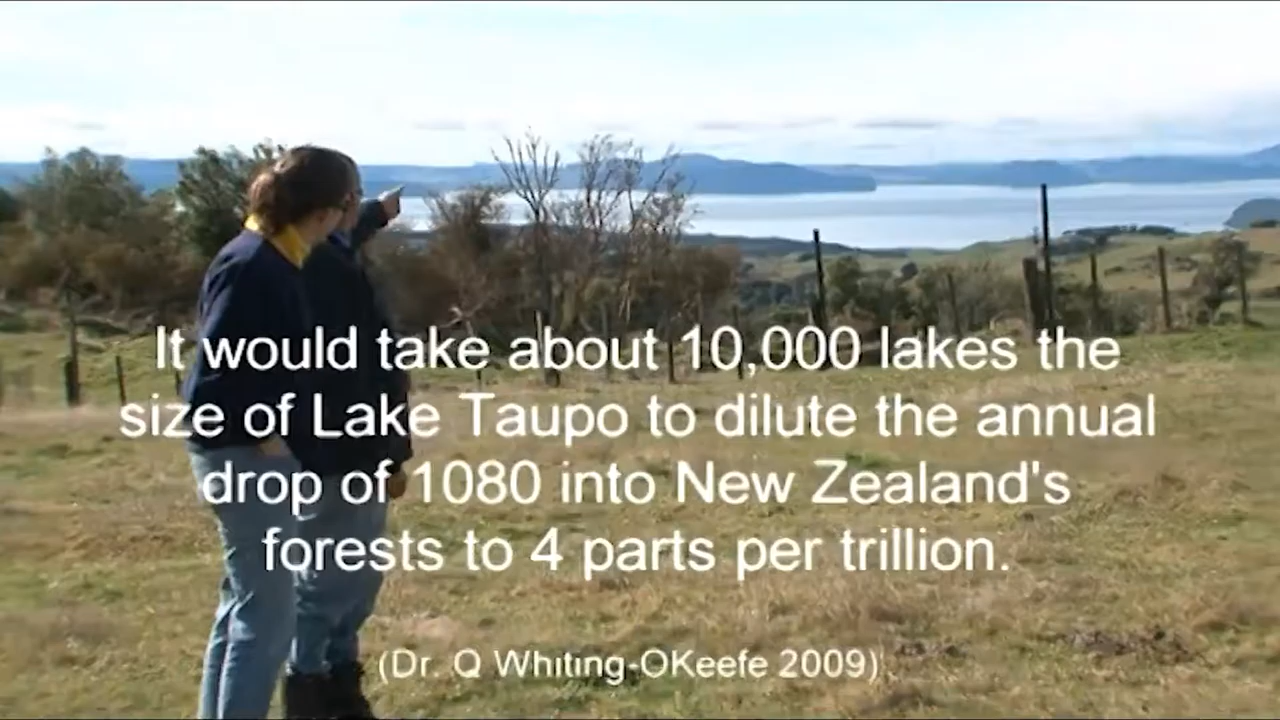 It would take about 10,000 lakes the
size of Lake Taupo to dilute the annual
drop of 1080 into New Zealand's
forests to 4 parts per trillion.
(Dr. Q Whiting-OKeefe 2009)